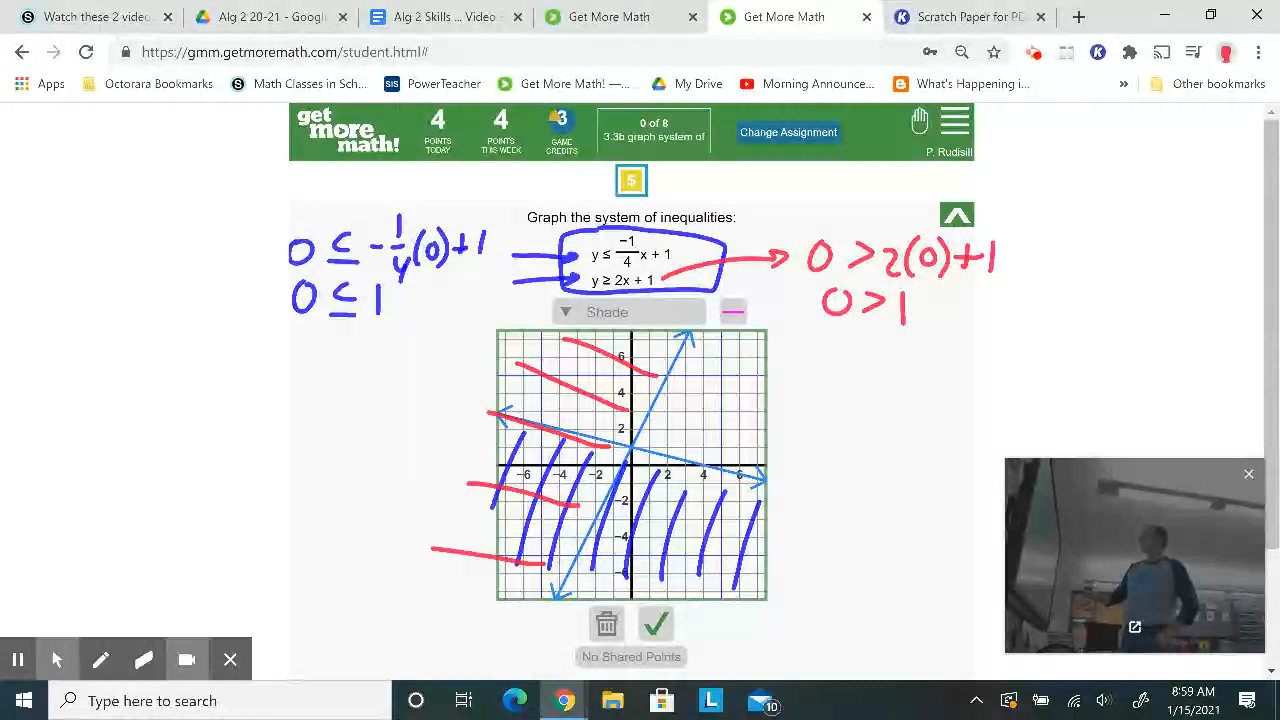 Watch these 2 video
Alg 2 20-21 - Googl
Alg 2 Skills .. Video
Get More Math!
Get More Math!
Scratch Paper for PD
https://gmm.getmoremath.com/student.html#
Apps
Octorara Bookmarks
Math Classes in Sch...
SIS PowerTeacher
Get More Math! —...
My Drive
Morning Announce...
What's Happening i...
»
Other bookmarks
get more math!
4 POINTS TODAY
4 POINTS THIS WEEK
3 GAME CREDITS
0 of 8
3.3b graph system of
Change Assignment
P. Rudisill
5
Graph the system of inequalities:
y ≤ -1/4 x + 1
y ≥ 2x + 1
0 ≤ -1/4(0)+1
0 ≤ 1
0 > 2(0)+1
0 > 1
Shade
6
4
2
-6 -4 -2 2 4 6
-2
-4
-6
No Shared Points
Type here to search
L
10
8:59 AM
1/15/2021